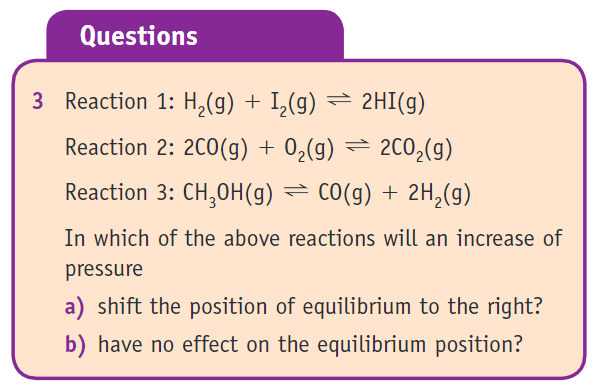 Questions
3 Reaction 1: H₂(g) + I₂(g) ⇌ 2HI(g)
Reaction 2: 2CO(g) + O₂(g) ⇌ 2CO₂(g)
Reaction 3: CH₃OH(g) ⇌ CO(g) + 2H₂(g)
In which of the above reactions will an increase of
pressure
a) shift the position of equilibrium to the right?
b) have no effect on the equilibrium position?